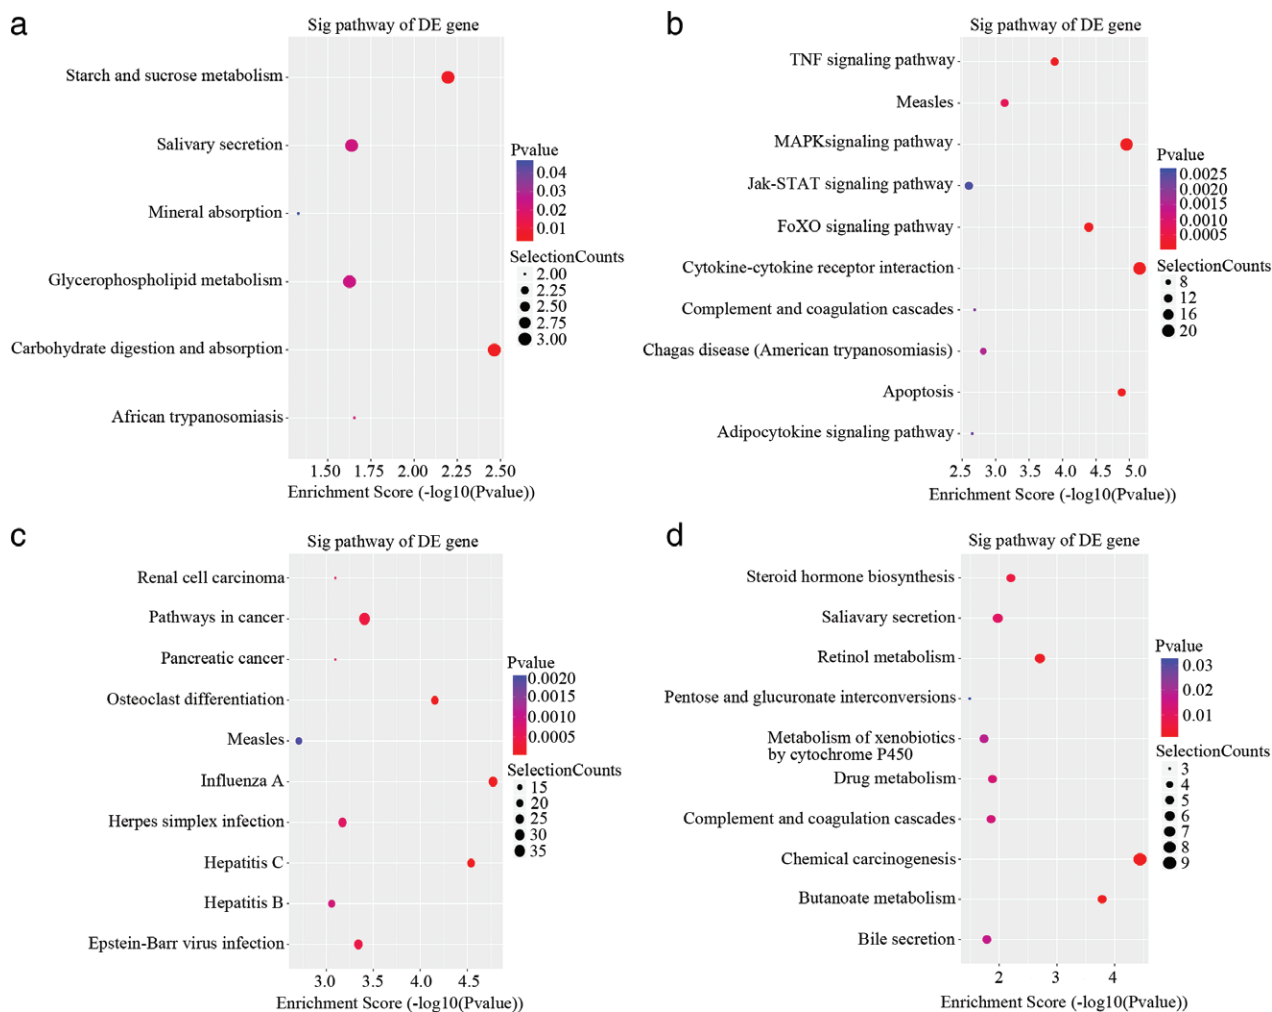 a
Sig pathway of DE gene
Starch and sucrose metabolism
Salivary secretion
Mineral absorption
Glycerophospholipid metabolism
Carbohydrate digestion and absorption
African trypanosomiasis
1.50 1.75 2.00 2.25 2.50
Enrichment Score (-log10(Pvalue))
Pvalue
0.04
0.03
0.02
0.01
SelectionCounts
2.00
2.25
2.50
2.75
3.00
b
Sig pathway of DE gene
TNF signaling pathway
Measles
MAPKsignaling pathway
Jak-STAT signaling pathway
FoXO signaling pathway
Cytokine-cytokine receptor interaction
Complement and coagulation cascades
Chagas disease (American trypanosomiasis)
Apoptosis
Adipocytokine signaling pathway
2.5 3.0 3.5 4.0 4.5 5.0
Enrichment Score (-log10(Pvalue))
Pvalue
0.0025
0.0020
0.0015
0.0010
0.0005
SelectionCounts
8
12
16
20
c
Sig pathway of DE gene
Renal cell carcinoma
Pathways in cancer
Pancreatic cancer
Osteoclast differentiation
Measles
Influenza A
Herpes simplex infection
Hepatitis C
Hepatitis B
Epstein-Barr virus infection
3.0 3.5 4.0 4.5
Enrichment Score (-log10(Pvalue))
Pvalue
0.0020
0.0015
0.0010
0.0005
SelectionCounts
15
20
25
30
35
d
Sig pathway of DE gene
Steroid hormone biosynthesis
Saliavary secretion
Retinol metabolism
Pentose and glucuronate interconversions
Metabolism of xenobiotics
by cytochrome P450
Drug metabolism
Complement and coagulation cascades
Chemical carcinogenesis
Butanoate metabolism
Bile secretion
2 3 4
Enrichment Score (-log10(Pvalue))
Pvalue
0.03
0.02
0.01
SelectionCounts
3
4
5
6
7
8
9